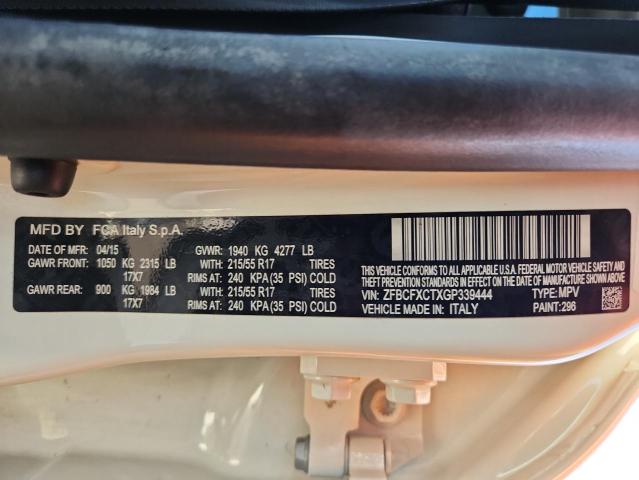 MFD BY FCA Italy S.p.A.
DATE OF MFR: 04/15 GVWR: 1940 KG 4277 LB
GAWR FRONT: 1050 KG 2315 LB WITH: 215/55 R17 TIRES
17X7 RIMS AT: 240 KPA (35 PSI) COLD
GAWR REAR: 900 KG 1984 LB WITH: 215/55 R17 TIRES
17X7 RIMS AT: 240 KPA (35 PSI) COLD
THIS VEHICLE CONFORMS TO ALL APPLICABLE U.S.A. FEDERAL MOTOR VEHICLE SAFETY AND
THEFT PREVENTION STANDARDS IN EFFECT ON THE DATE OF MANUFACTURE SHOWN ABOVE.
VIN: ZFBCFXCTXGP339444 TYPE: MPV
VEHICLE MADE IN: ITALY PAINT: 296